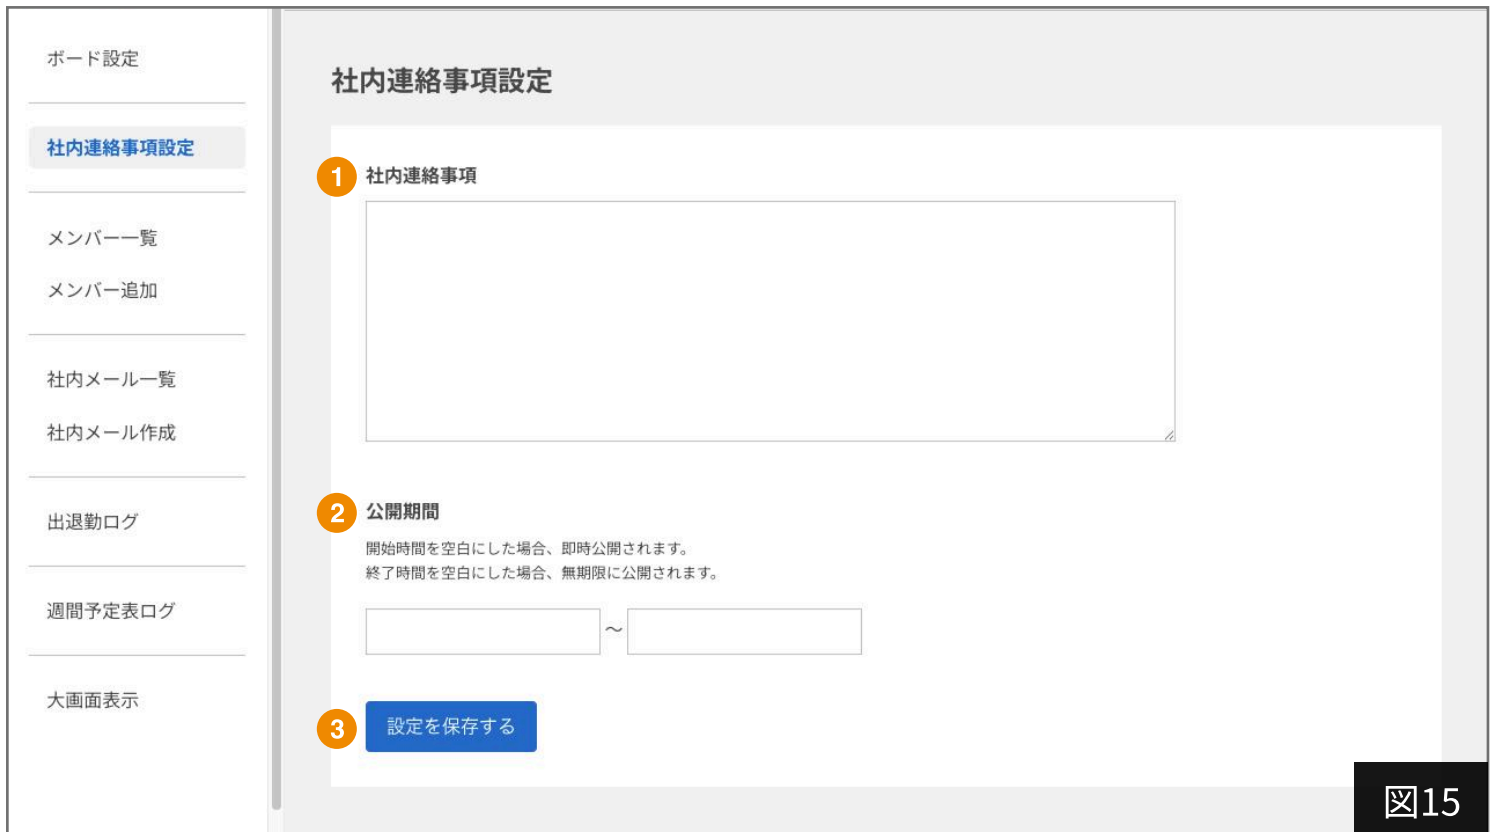 ボード設定
社内連絡事項設定
メンバー一覧
メンバー追加
社内メール一覧
社内メール作成
出退勤ログ
週間予定表ログ
大画面表示
社内連絡事項設定
1 社内連絡事項
2 公開期間
開始時間を空白にした場合、即時公開されます。
終了時間を空白にした場合、無期限に公開されます。
～
3 設定を保存する
図15